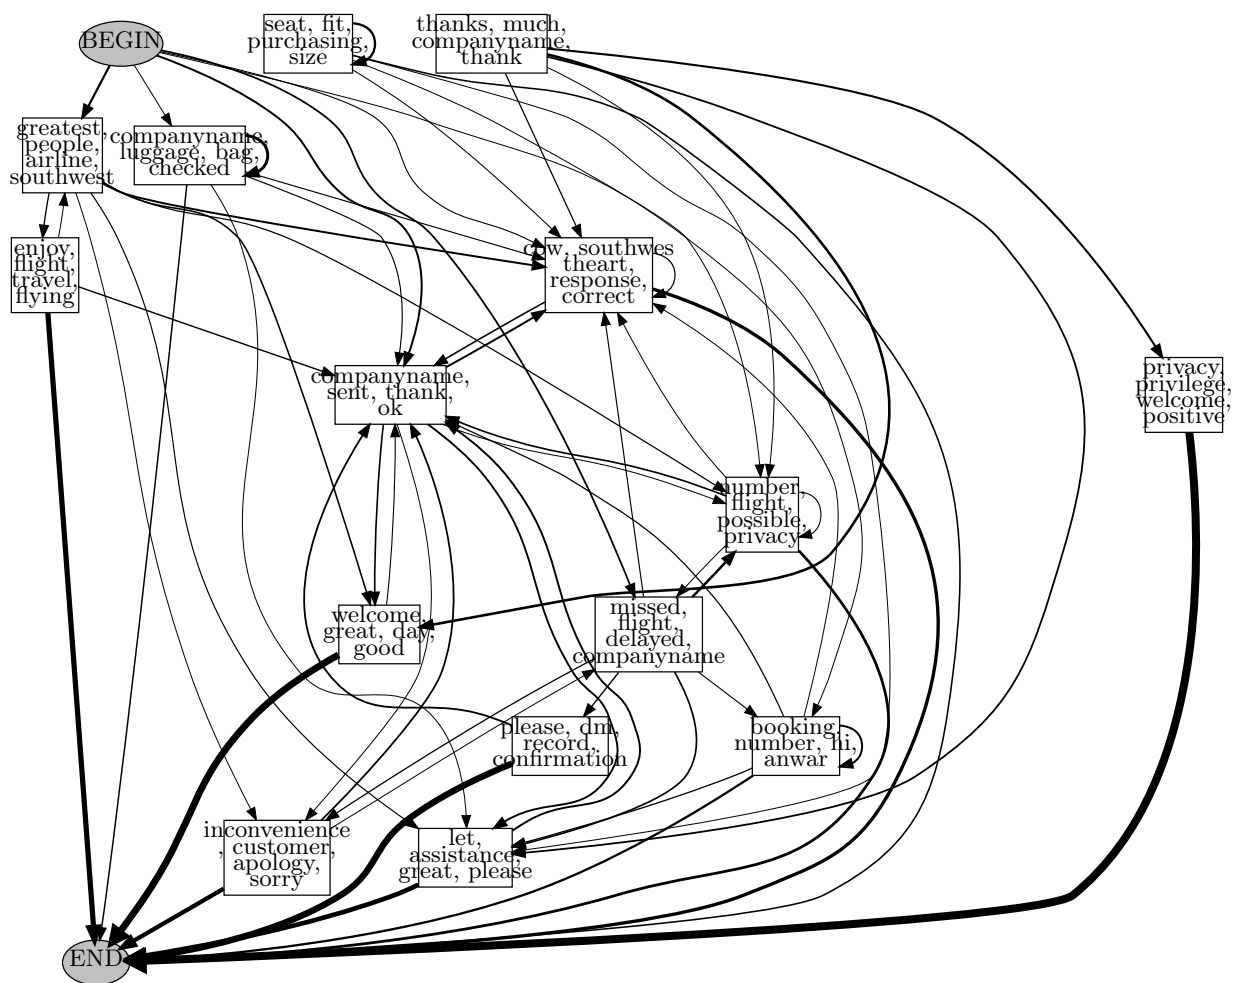 BEGIN
seat, fit,
purchasing,
size
thanks, much,
companyname,
thank
greatest,
people,
airline,
southwest
companyname,
luggage, bag,
checked
enjoy,
flight,
travel,
flying
cow, southwes
theart,
response,
correct
companyname,
sent, thank,
ok
privacy,
privilege,
welcome,
positive
number,
flight,
possible,
privacy
welcome,
great, day,
good
missed,
flight,
delayed,
companyname
please, dm,
record,
confirmation
booking,
number, hi,
anwar
inconvenience
, customer,
apology,
sorry
let,
assistance,
great, please
END